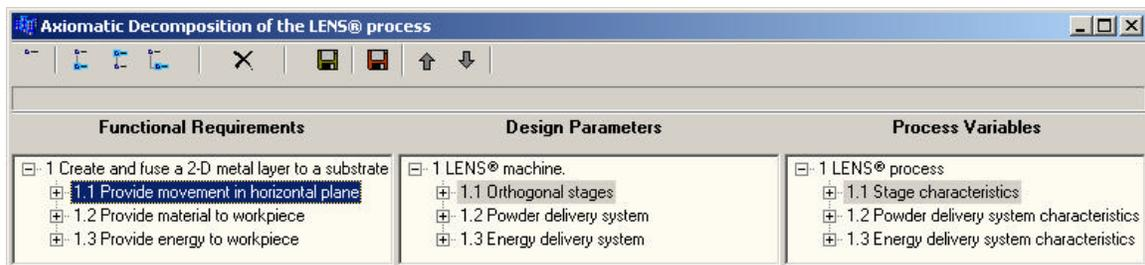 Axiomatic Decomposition of the LENS® process
Functional Requirements
Design Parameters
Process Variables
1 Create and fuse a 2-D metal layer to a substrate
1.1 Provide movement in horizontal plane
1.2 Provide material to workpiece
1.3 Provide energy to workpiece
1 LENS® machine.
1.1 Orthogonal stages
1.2 Powder delivery system
1.3 Energy delivery system
1 LENS® process
1.1 Stage characteristics
1.2 Powder delivery system characteristics
1.3 Energy delivery system characteristics